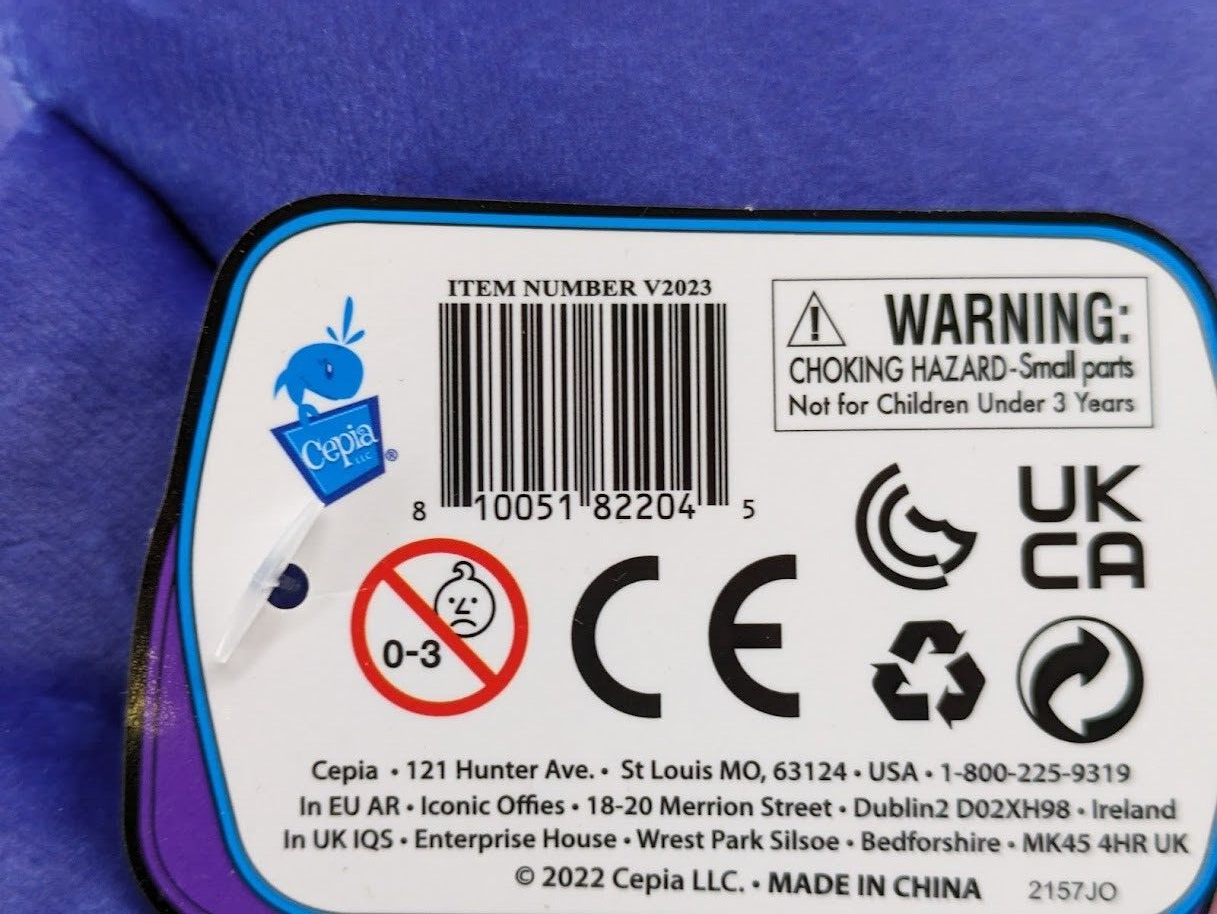 ITEM NUMBER V2023
8 10051 82204 5
WARNING:
CHOKING HAZARD-Small parts
Not for Children Under 3 Years
Cepia
LLC ®
UK
CA
0-3
CE
Cepia • 121 Hunter Ave. • St Louis MO, 63124 • USA • 1-800-225-9319
In EU AR • Iconic Offies • 18-20 Merrion Street • Dublin2 D02XH98 • Ireland
In UK IQS • Enterprise House • Wrest Park Silsoe • Bedforshire • MK45 4HR UK
© 2022 Cepia LLC. • MADE IN CHINA 2157JO